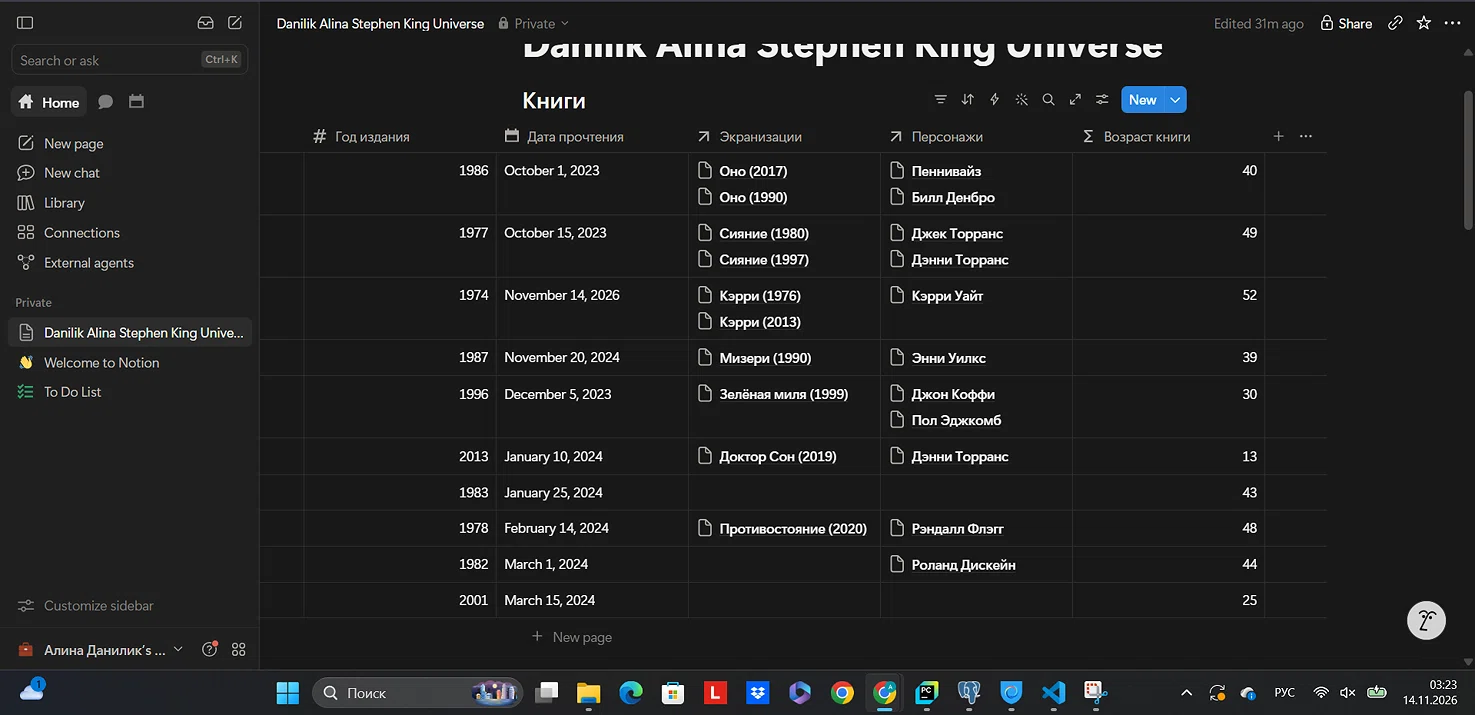 Danilik Alina Stephen King Universe
Private
Edited 31m ago
Share
Search or ask
Ctrl+K
Home
New page
New chat
Library
Connections
External agents
Private
Danilik Alina Stephen King Unive...
Welcome to Notion
To Do List
Customize sidebar
Алина Данилик’s ...
Danilik Alina Stephen King Universe
Книги
New
Год издания Дата прочтения Экранизации Персонажи Возраст книги
1986 October 1, 2023 Оно (2017) Пеннивайз 40
Оно (1990) Билл Денбро
1977 October 15, 2023 Сияние (1980) Джек Торранс 49
Сияние (1997) Дэнни Торранс
1974 November 14, 2026 Кэрри (1976) Кэрри Уайт 52
Кэрри (2013)
1987 November 20, 2024 Мизери (1990) Энни Уилкс 39
1996 December 5, 2023 Зелёная миля (1999) Джон Коффи 30
Пол Эджкомб
2013 January 10, 2024 Доктор Сон (2019) Дэнни Торранс 13
1983 January 25, 2024 43
1978 February 14, 2024 Противостояние (2020) Рэндалл Флэгг 48
1982 March 1, 2024 Роланд Дискейн 44
2001 March 15, 2024 25
New page
1
Поиск
L
PC
РУС
03:23
14.11.2026